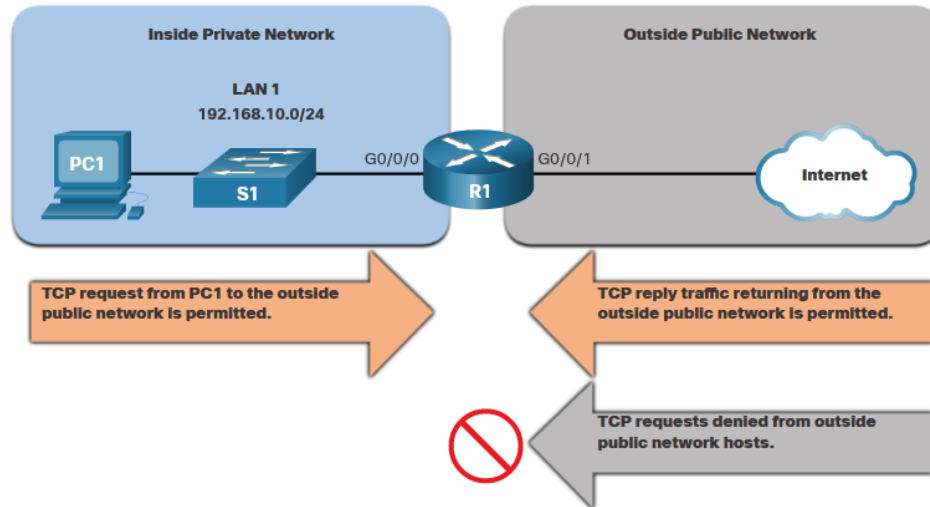 Inside Private Network
Outside Public Network
LAN 1
192.168.10.0/24
PC1
S1
G0/0/0
R1
G0/0/1
Internet
TCP request from PC1 to the outside
public network is permitted.
TCP reply traffic returning from the
outside public network is permitted.
TCP requests denied from outside
public network hosts.